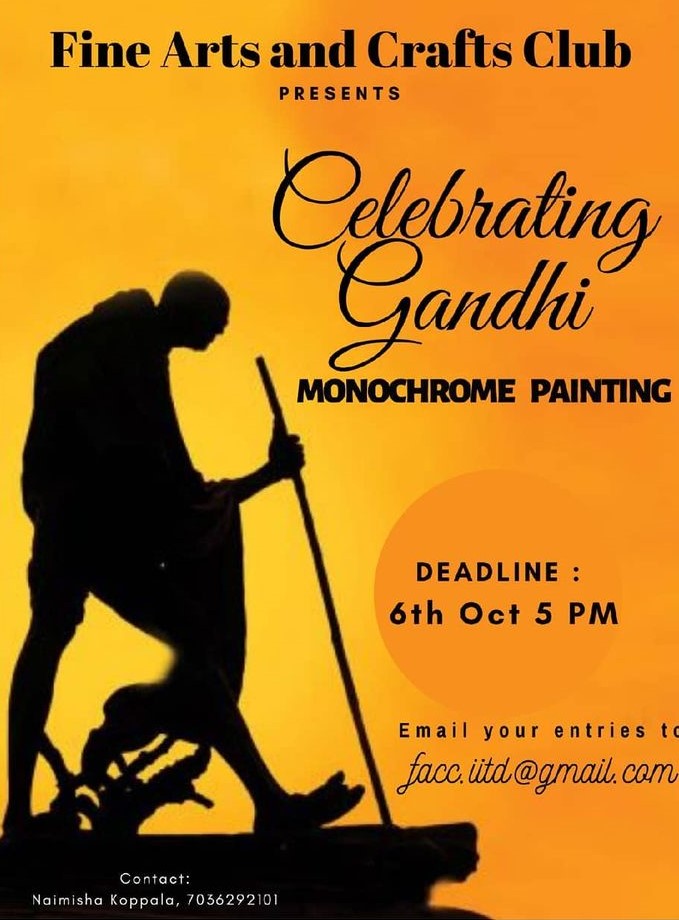 Fine Arts and Crafts Club
PRESENTS
Celebrating
Gandhi
MONOCHROME PAINTING
DEADLINE :
6th Oct 5 PM
Email your entries to
facc.iitd@gmail.com
Contact:
Naimisha Koppala, 7036292101